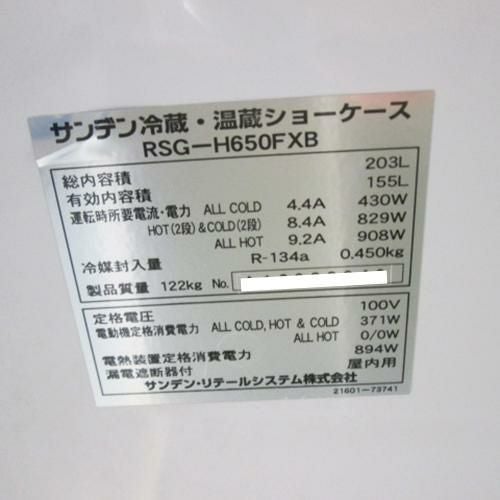 サンデン冷蔵・温蔵ショーケース
RSG－H650FXB
総内容積 203L
有効内容積 155L
運転時所要電流・電力 ALL COLD 4.4A 430W
HOT(2段)&COLD(2段) 8.4A 829W
ALL HOT 9.2A 908W
冷媒封入量 R-134a 0.450kg
製品質量 122kg No.
定格電圧 100V
電動機定格消費電力 ALL COLD,HOT & COLD 371W
ALL HOT 0/0W
電熱装置定格消費電力 894W
漏電遮断器付 屋内用
サンデン・リテールシステム株式会社
21601-73741